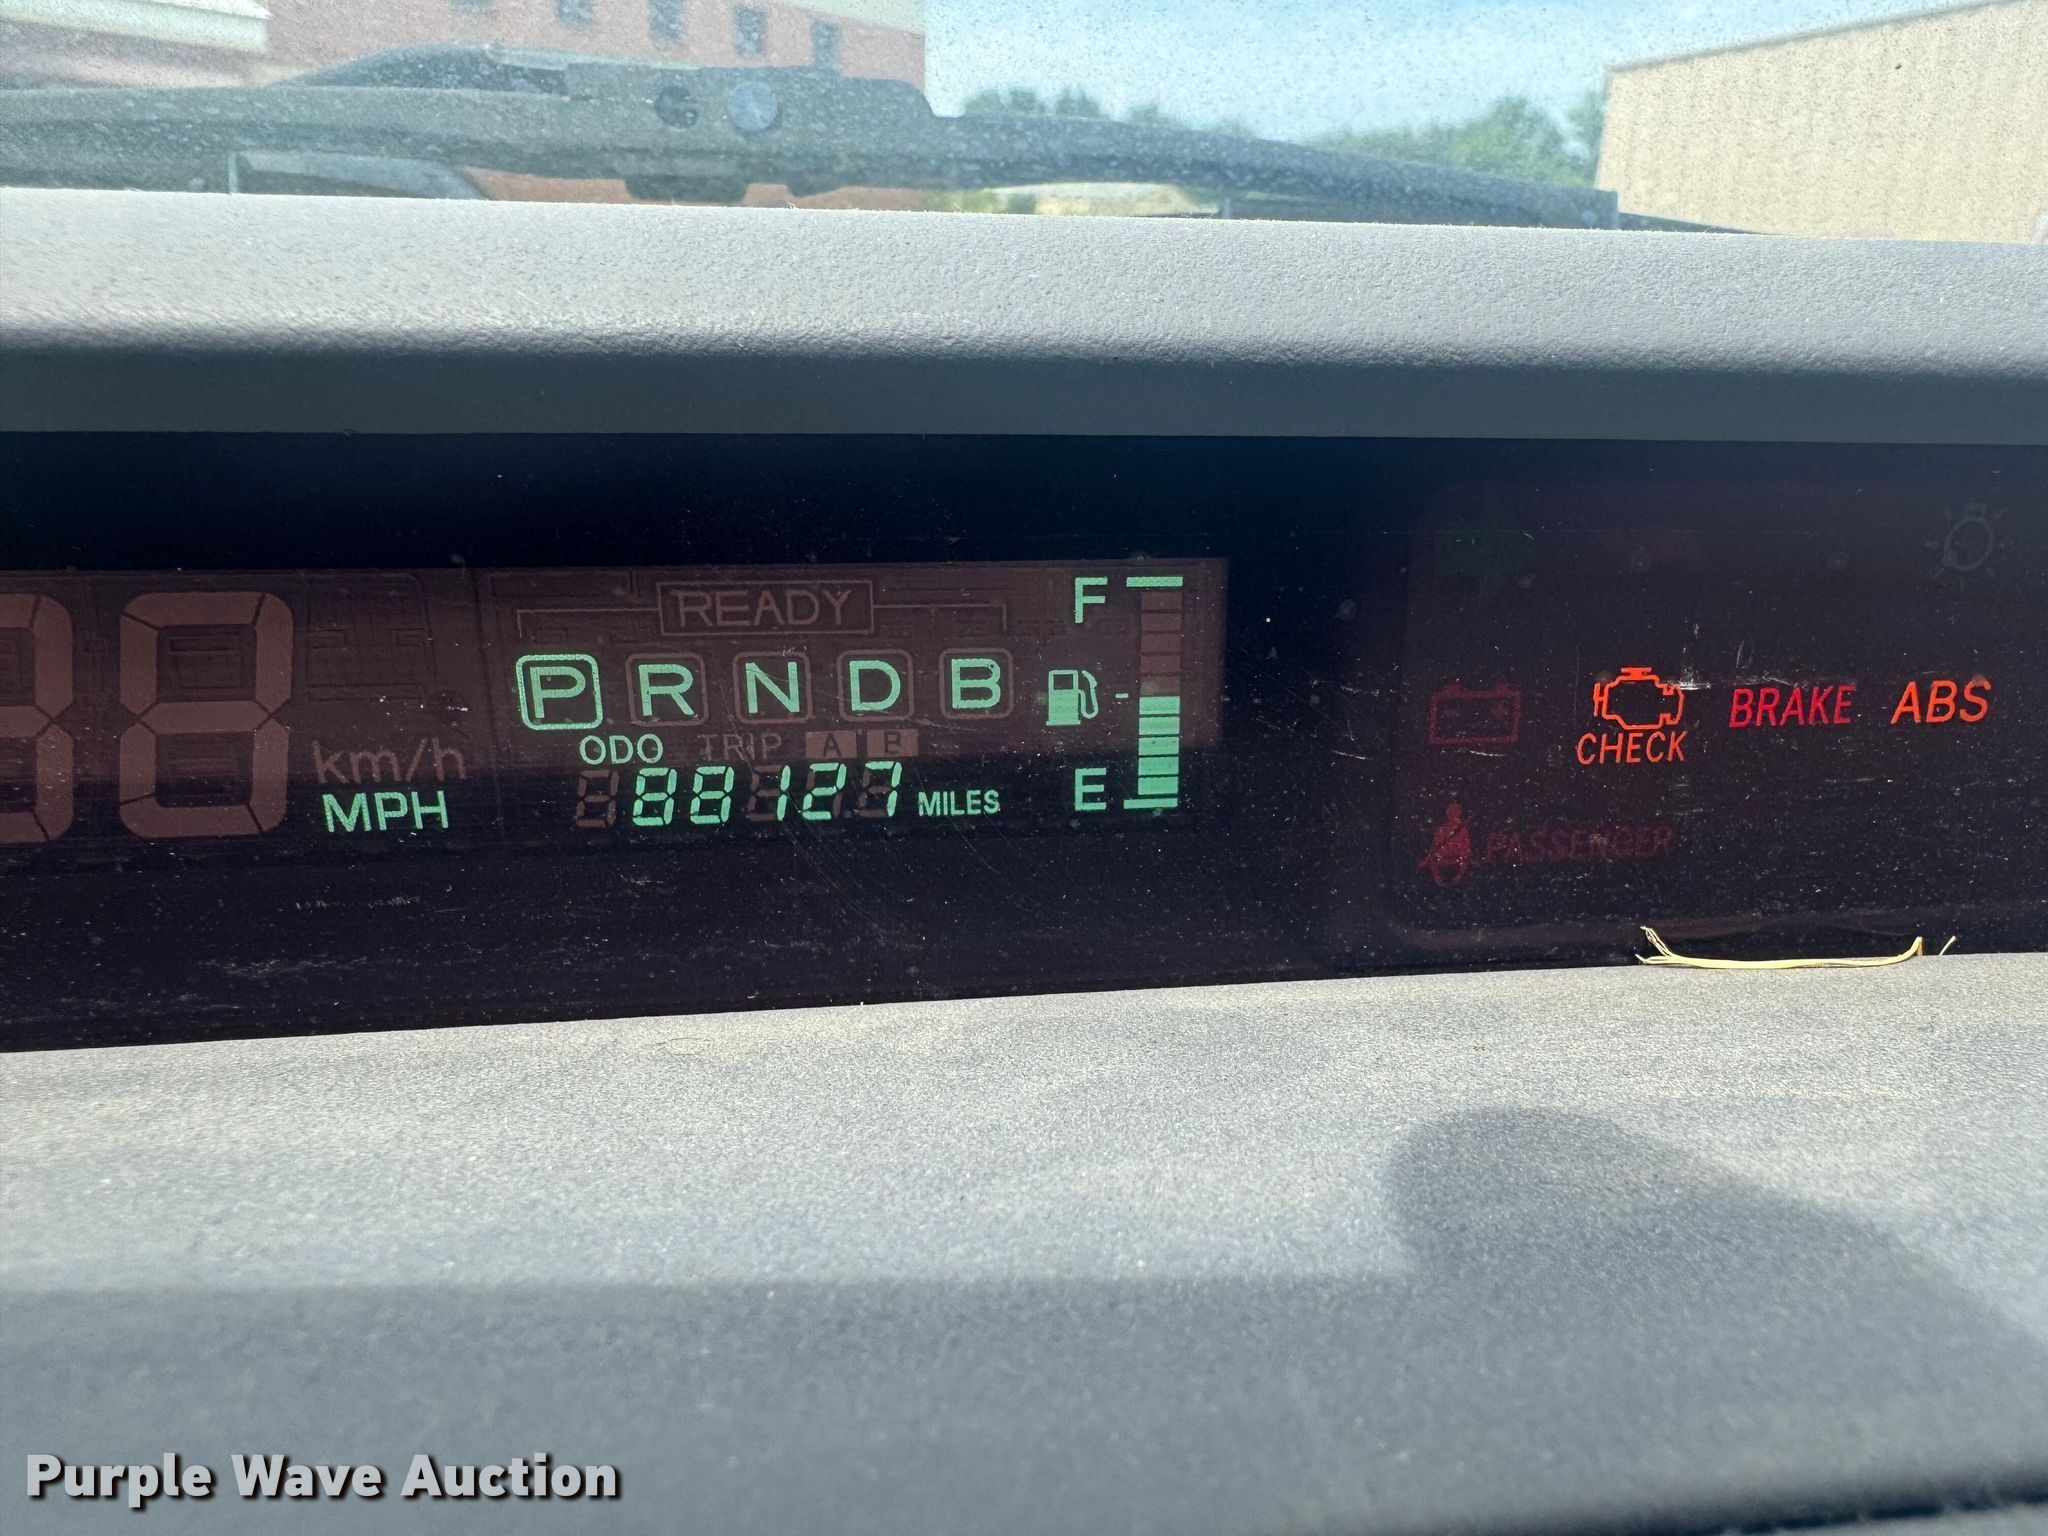 READY
F
P R N D B
ODO TRIP A B
88127 MILES
km/h
MPH
E
CHECK
BRAKE
ABS
PASSENGER
Purple Wave Auction